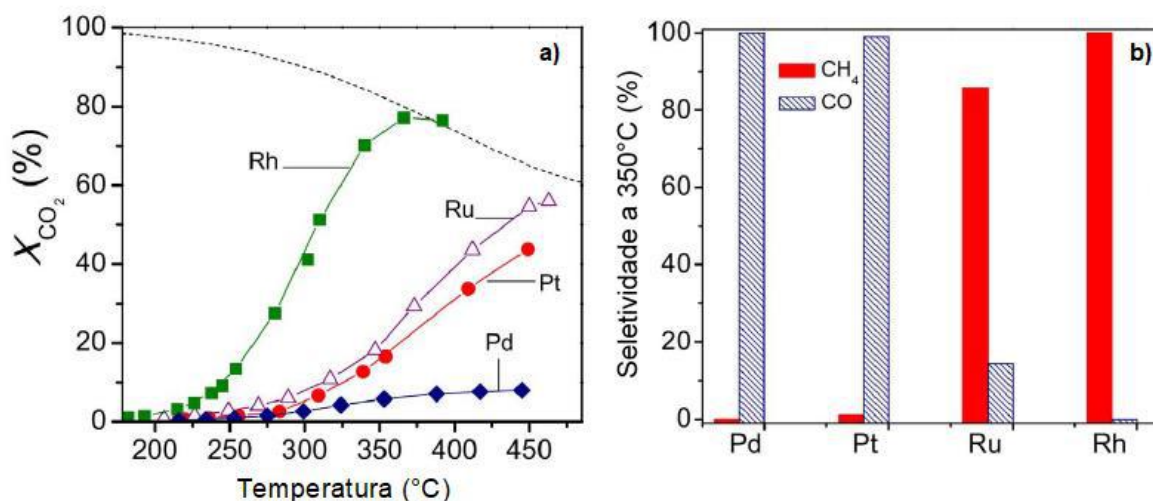 100
80
60
40
20
0
X_CO₂ (%)
a)
Rh
Ru
Pt
Pd
200 250 300 350 400 450
Temperatura (°C)
100
80
60
40
20
0
Seletividade a 350°C (%)
b)
CH₄
CO
Pd Pt Ru Rh